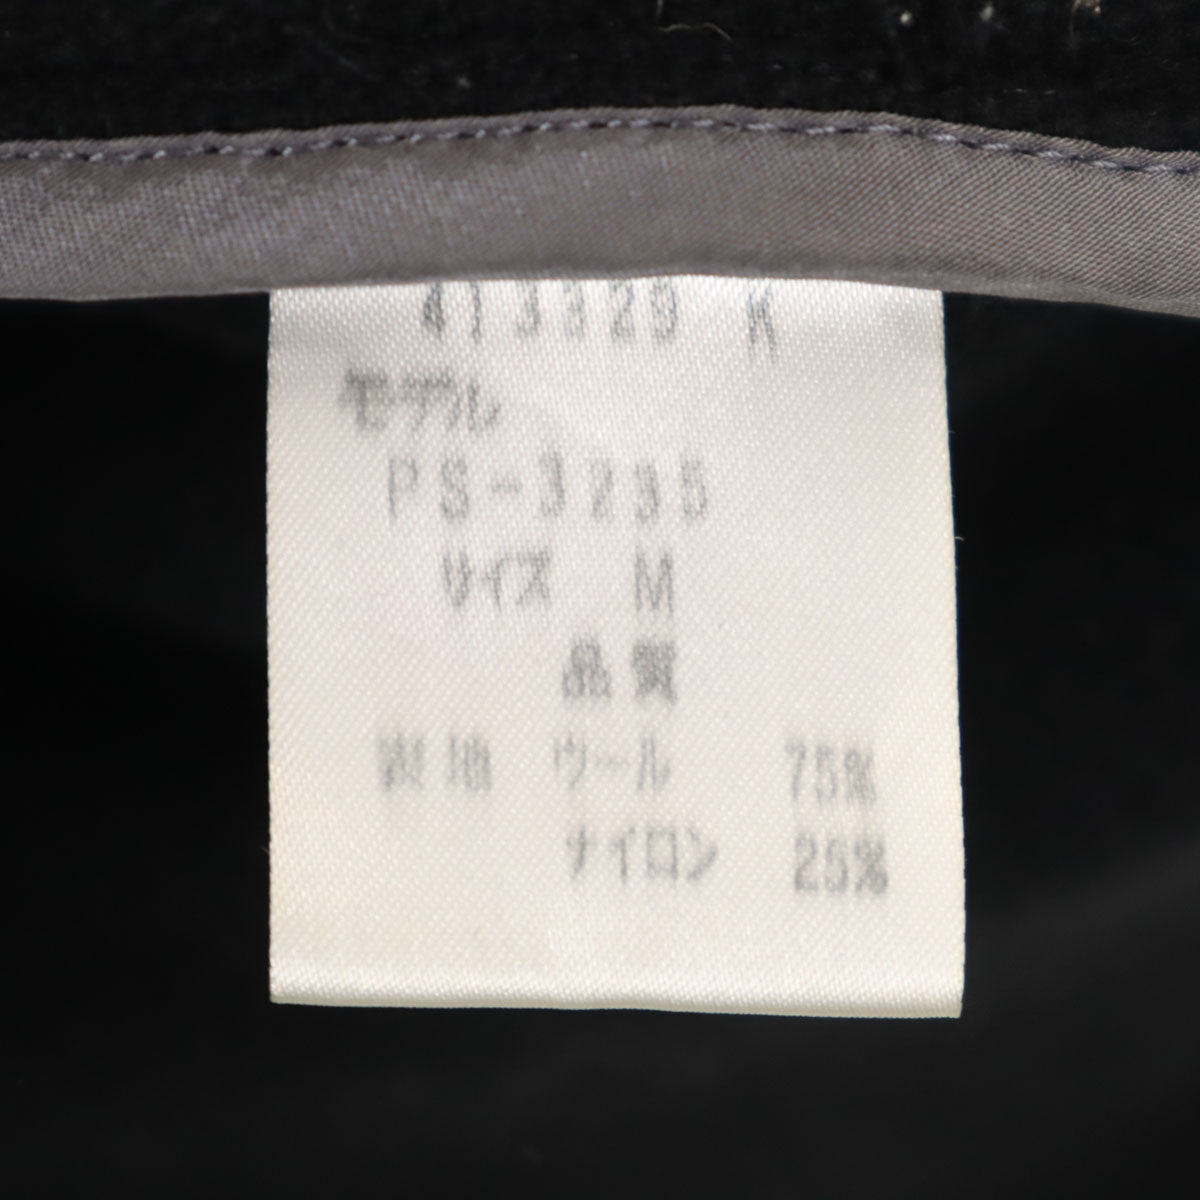 413329 K
モデル
PS-3295
サイズ M
品質
表地 ウール 75%
ナイロン 25%